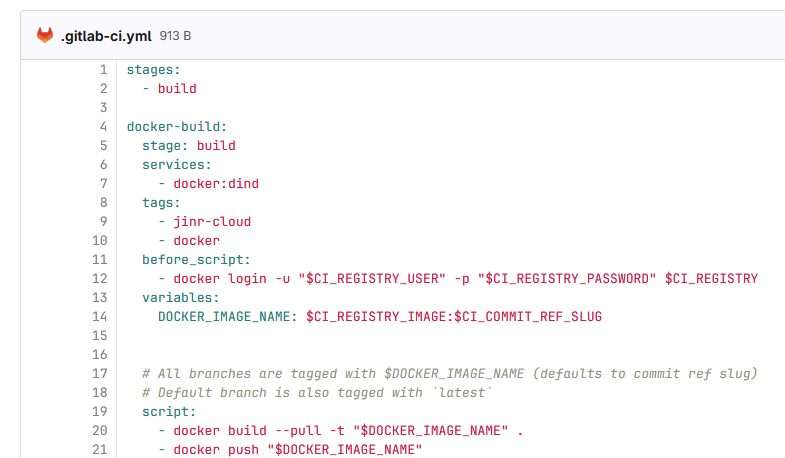 .gitlab-ci.yml 913 B
1 stages:
2   - build
3
4 docker-build:
5   stage: build
6   services:
7     - docker:dind
8   tags:
9     - jinr-cloud
10     - docker
11   before_script:
12     - docker login -u "$CI_REGISTRY_USER" -p "$CI_REGISTRY_PASSWORD" $CI_REGISTRY
13   variables:
14     DOCKER_IMAGE_NAME: $CI_REGISTRY_IMAGE:$CI_COMMIT_REF_SLUG
15
16
17   # All branches are tagged with $DOCKER_IMAGE_NAME (defaults to commit ref slug)
18   # Default branch is also tagged with `latest`
19   script:
20     - docker build --pull -t "$DOCKER_IMAGE_NAME" .
21     - docker push "$DOCKER_IMAGE_NAME"